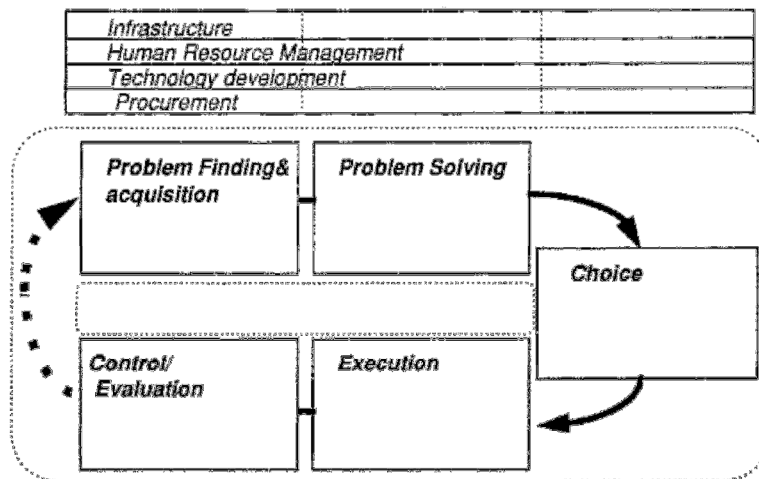 Infrastructure
Human Resource Management
Technology development
Procurement
Problem Finding&
acquisition
Problem Solving
Choice
Control/
Evaluation
Execution